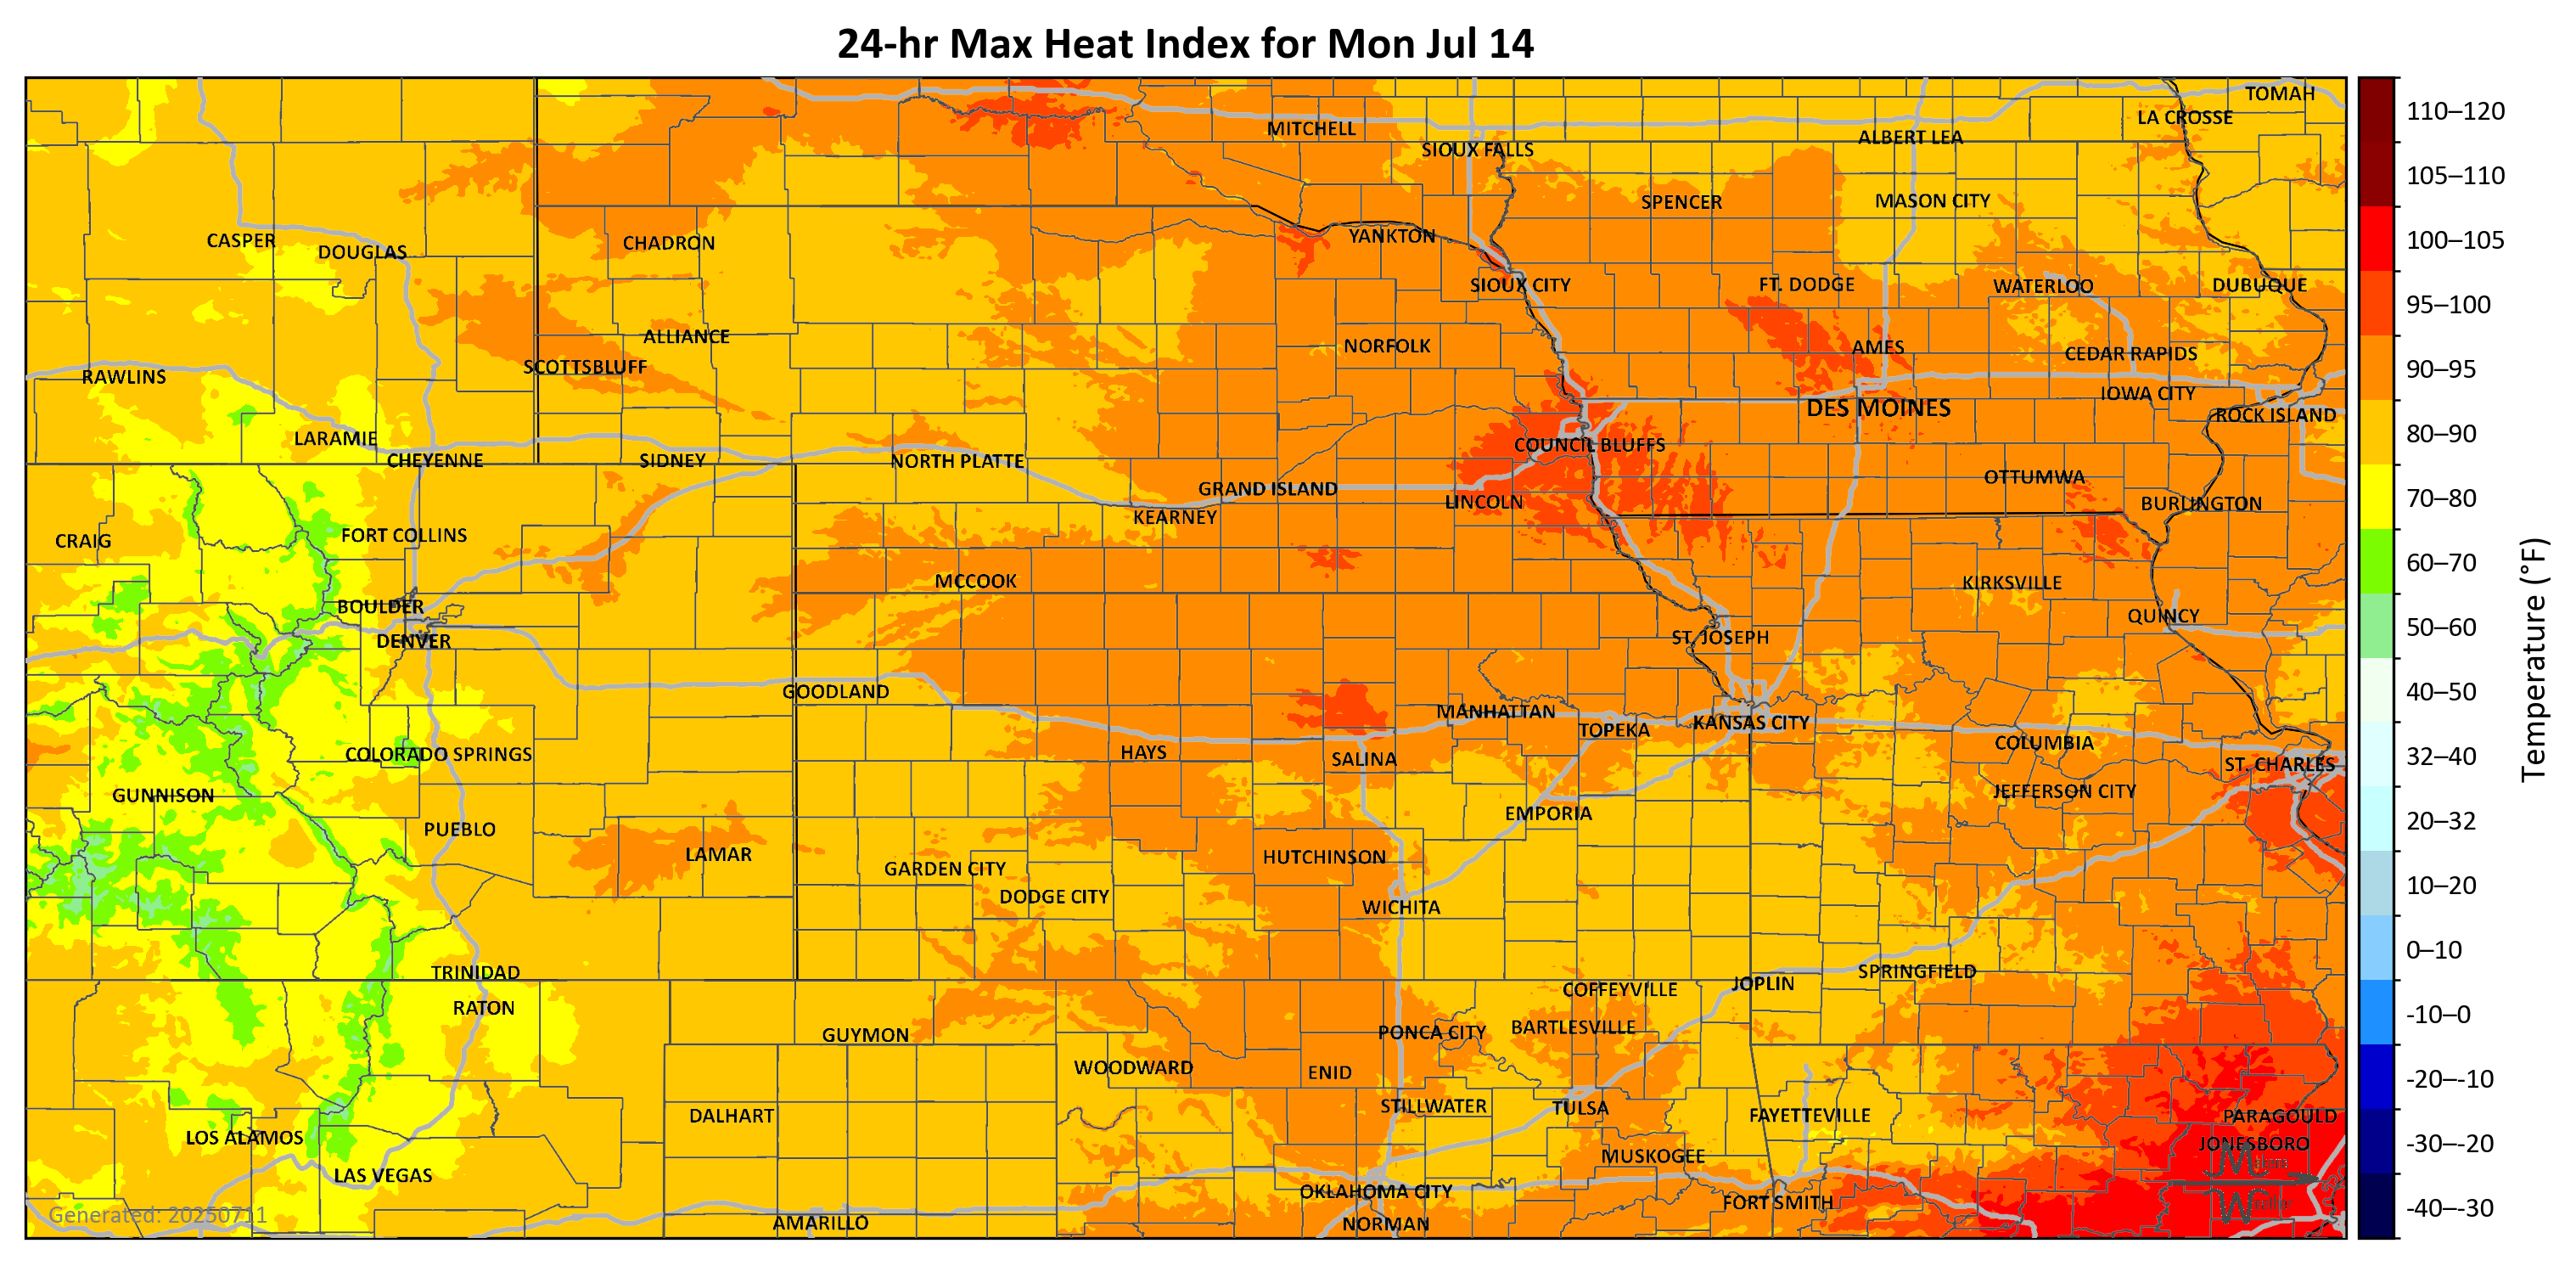 24-hr Max Heat Index for Mon Jul 14
TOMAH
LA CROSSE
MITCHELL
ALBERT LEA
SIOUX FALLS
SPENCER
MASON CITY
CASPER
DOUGLAS
CHADRON
YANKTON
SIOUX CITY
FT. DODGE
WATERLOO
DUBUQUE
ALLIANCE
NORFOLK
AMES
CEDAR RAPIDS
SCOTTSBLUFF
RAWLINS
IOWA CITY
DES MOINES
ROCK ISLAND
LARAMIE
COUNCIL BLUFFS
CHEYENNE
SIDNEY
NORTH PLATTE
OTTUMWA
GRAND ISLAND
LINCOLN
BURLINGTON
KEARNEY
FORT COLLINS
CRAIG
MCCOOK
KIRKSVILLE
BOULDER
QUINCY
DENVER
ST. JOSEPH
GOODLAND
MANHATTAN
KANSAS CITY
TOPEKA
COLUMBIA
COLORADO SPRINGS
HAYS
SALINA
ST. CHARLES
GUNNISON
JEFFERSON CITY
EMPORIA
PUEBLO
LAMAR
HUTCHINSON
GARDEN CITY
DODGE CITY
WICHITA
TRINIDAD
SPRINGFIELD
JOPLIN
COFFEYVILLE
RATON
GUYMON
PONCA CITY
BARTLESVILLE
WOODWARD
ENID
STILLWATER
TULSA
DALHART
FAYETTEVILLE
PARAGOULD
LOS ALAMOS
JONESBORO
MUSKOGEE
LAS VEGAS
OKLAHOMA CITY
FORT SMITH
AMARILLO
NORMAN
Generated: 20250711
110–120
105–110
100–105
95–100
90–95
80–90
70–80
60–70
50–60
40–50
32–40
20–32
10–20
0–10
-10–0
-20–-10
-30–-20
-40–-30
Temperature (°F)